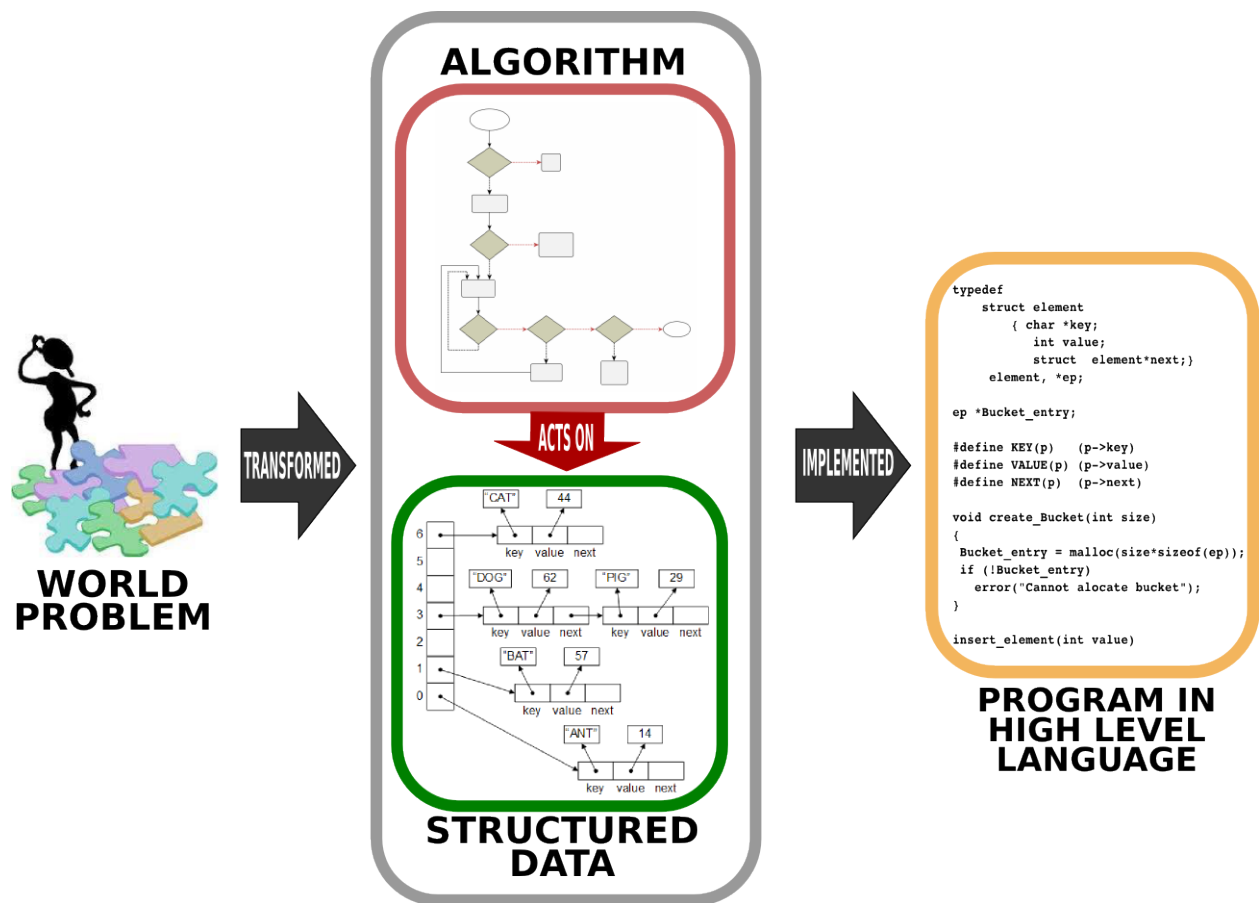 ALGORITHM
WORLD
PROBLEM
TRANSFORMED
ACTS ON
"CAT" 44
6
key value next
5
"DOG" 62 "PIG" 29
4
3
key value next key value next
2
"BAT" 57
1
0
key value next
"ANT" 14
key value next
STRUCTURED
DATA
IMPLEMENTED
typedef
struct element
{ char *key;
int value;
struct element*next;}
element, *ep;
ep *Bucket_entry;
#define KEY(p) (p->key)
#define VALUE(p) (p->value)
#define NEXT(p) (p->next)
void create_Bucket(int size)
{
Bucket_entry = malloc(size*sizeof(ep));
if (!Bucket_entry)
error("Cannot alocate bucket");
}
insert_element(int value)
PROGRAM IN
HIGH LEVEL
LANGUAGE